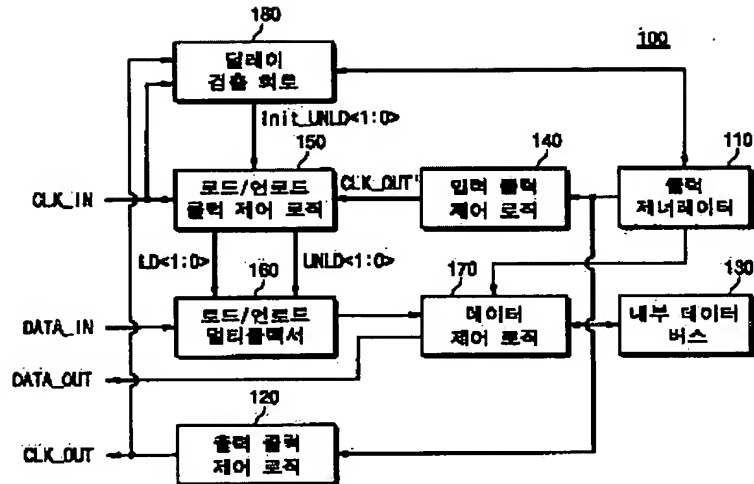 180
100
딜레이
검출 회로
Init_UNLD<1:0>
150
140
110
CLK_IN
로드/언로드
클럭 제어 로직
CLK_OUT'
입력 클럭
제어 로직
클럭
제너레이터
LD<1:0>
UNLD<1:0>
160
170
130
DATA_IN
로드/언로드
멀티플렉서
데이터
제어 로직
내부 데이터
버스
DATA_OUT
120
CLK_OUT
출력 클럭
제어 로직